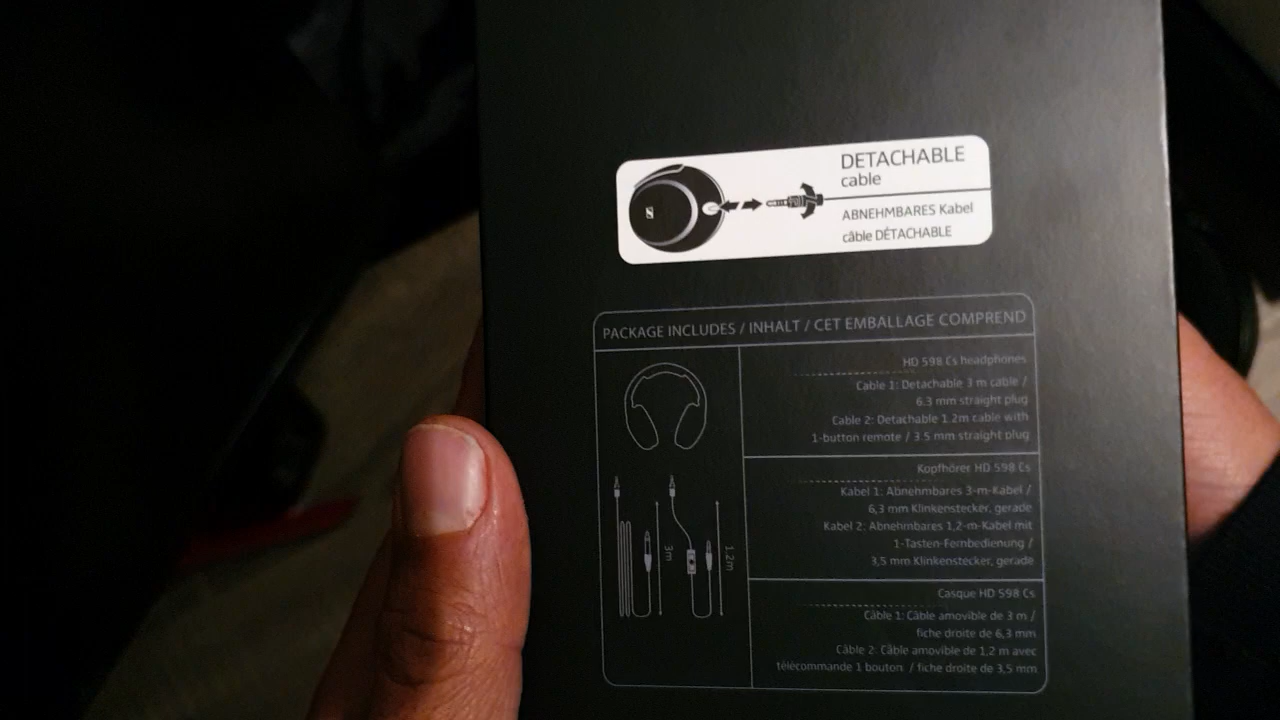 DETACHABLE
cable
ABNEHMBARES Kabel
câble DÉTACHABLE
PACKAGE INCLUDES / INHALT / CET EMBALLAGE COMPREND
HD 598 Cs headphones
Cable 1: Detachable 3 m cable /
6.3 mm straight plug
Cable 2: Detachable 1.2m cable with
1-button remote / 3.5 mm straight plug
Kopfhörer HD 598 Cs
Kabel 1: Abnehmbares 3-m-Kabel /
6,3 mm Klinkenstecker, gerade
Kabel 2: Abnehmbares 1,2-m-Kabel mit
1-Tasten-Fernbedienung /
3,5 mm Klinkenstecker, gerade
Casque HD 598 Cs
Câble 1: Câble amovible de 3 m /
fiche droite de 6,3 mm
Câble 2: Câble amovible de 1,2 m avec
télécommande 1 bouton / fiche droite de 3,5 mm
3m
1.2m